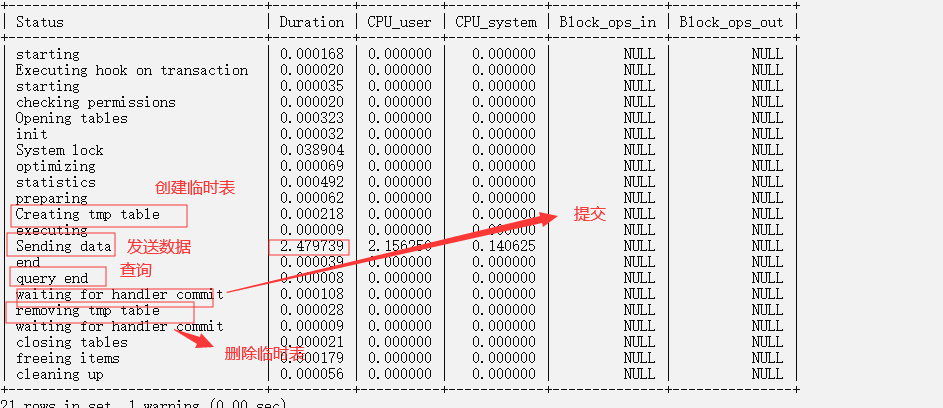 Status Duration CPU_user CPU_system Block_ops_in Block_ops_out
starting 0.000168 0.000000 0.000000 NULL NULL
Executing hook on transaction 0.000020 0.000000 0.000000 NULL NULL
starting 0.000035 0.000000 0.000000 NULL NULL
checking permissions 0.000020 0.000000 0.000000 NULL NULL
Opening tables 0.000323 0.000000 0.000000 NULL NULL
init 0.000032 0.000000 0.000000 NULL NULL
System lock 0.038904 0.000000 0.000000 NULL NULL
optimizing 0.000069 0.000000 0.000000 NULL NULL
statistics 0.000492 0.000000 0.000000 NULL NULL
创建临时表
preparing 0.000062 0.000000 0.000000 NULL NULL
Creating tmp table 0.000218 0.000000 0.000000 NULL NULL
提交
executing 0.000009 0.000000 0.000000 NULL NULL
Sending data 发送数据 2.479739 2.156250 0.140625 NULL NULL
end 0.000039 0.000000 0.000000 NULL NULL
查询
query end 0.000008 0.000000 0.000000 NULL NULL
waiting for handler commit 0.000108 0.000000 0.000000 NULL NULL
removing tmp table 0.000028 0.000000 0.000000 NULL NULL
waiting for handler commit 0.000009 0.000000 0.000000 NULL NULL
closing tables 0.000021 0.000000 0.000000 NULL NULL
删除临时表
freeing items 0.000179 0.000000 0.000000 NULL NULL
cleaning up 0.000056 0.000000 0.000000 NULL NULL
21 rows in set, 1 warning (0.00 sec)